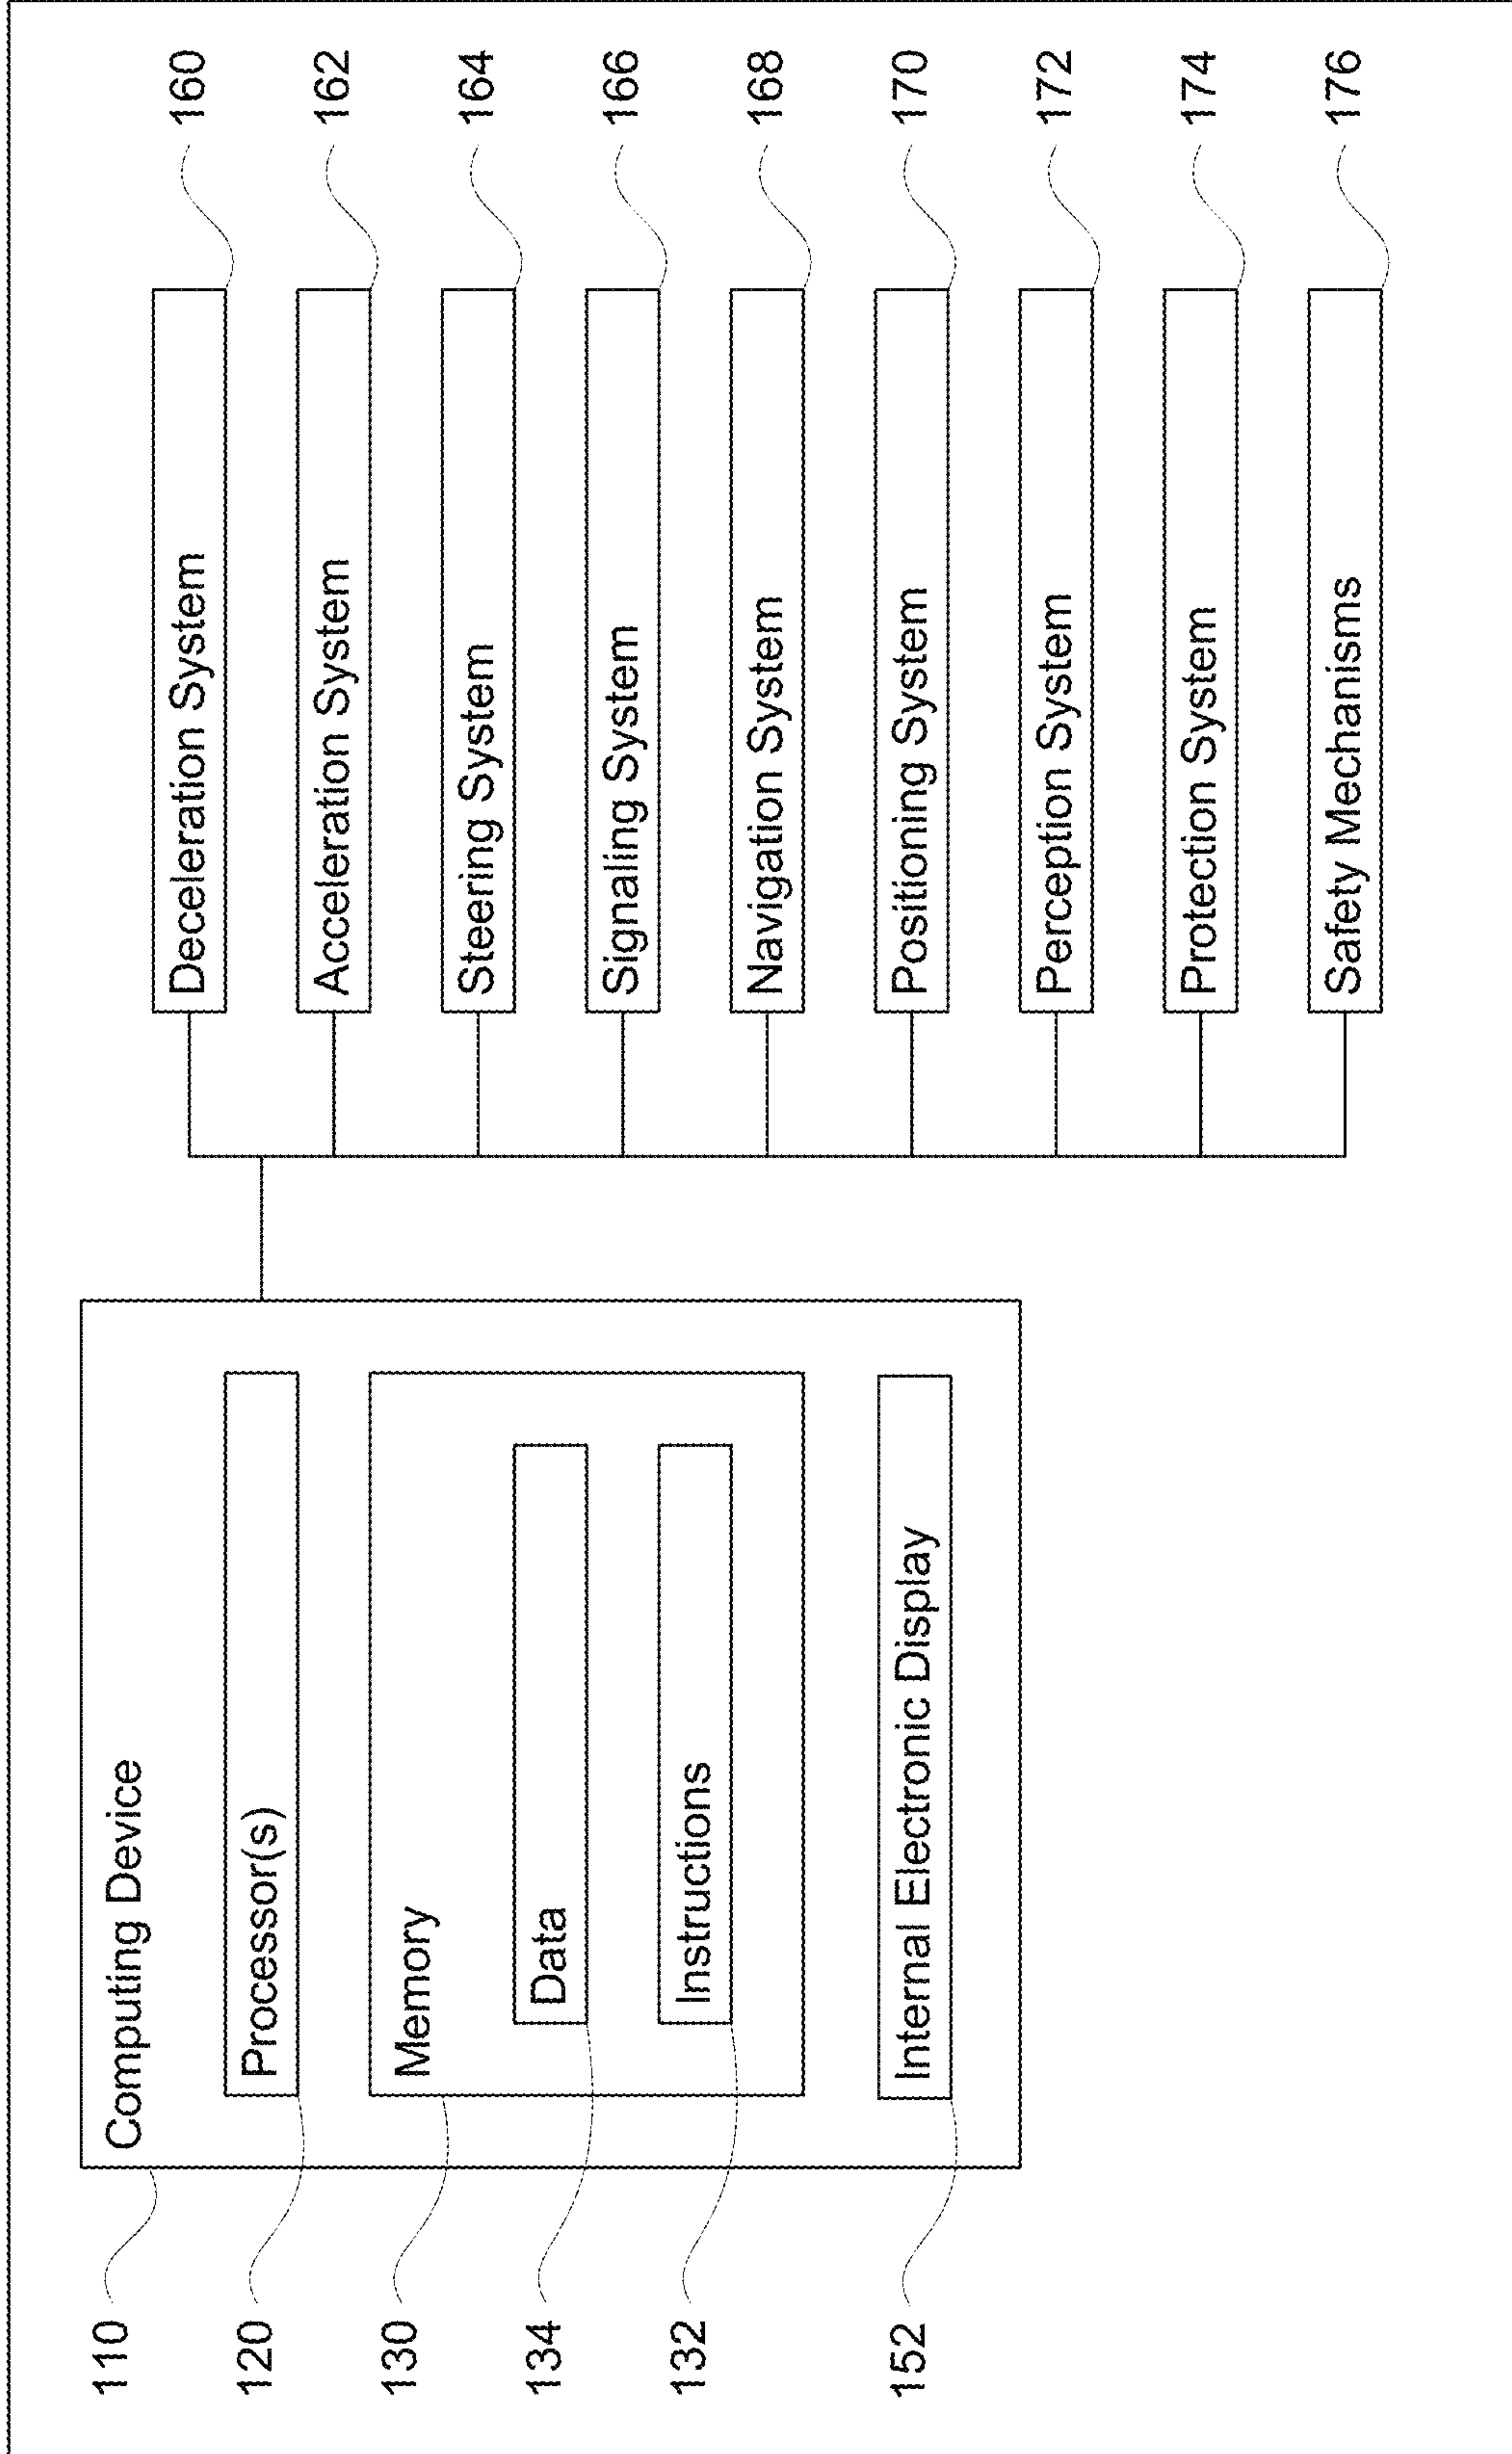 110
Computing Device
120
Processor(s)
130
Memory
134
Data
132
Instructions
152
Internal Electronic Display
Deceleration System
160
Acceleration System
162
Steering System
164
Signaling System
166
Navigation System
168
Positioning System
170
Perception System
172
Protection System
174
Safety Mechanisms
176